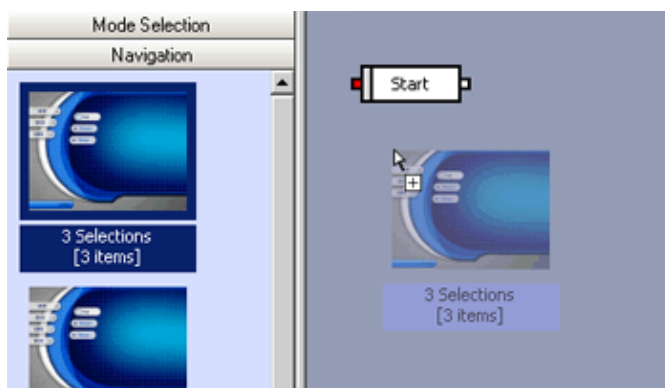 Mode Selection
Navigation
3 Selections
[3 items]
Start
3 Selections
[3 items]